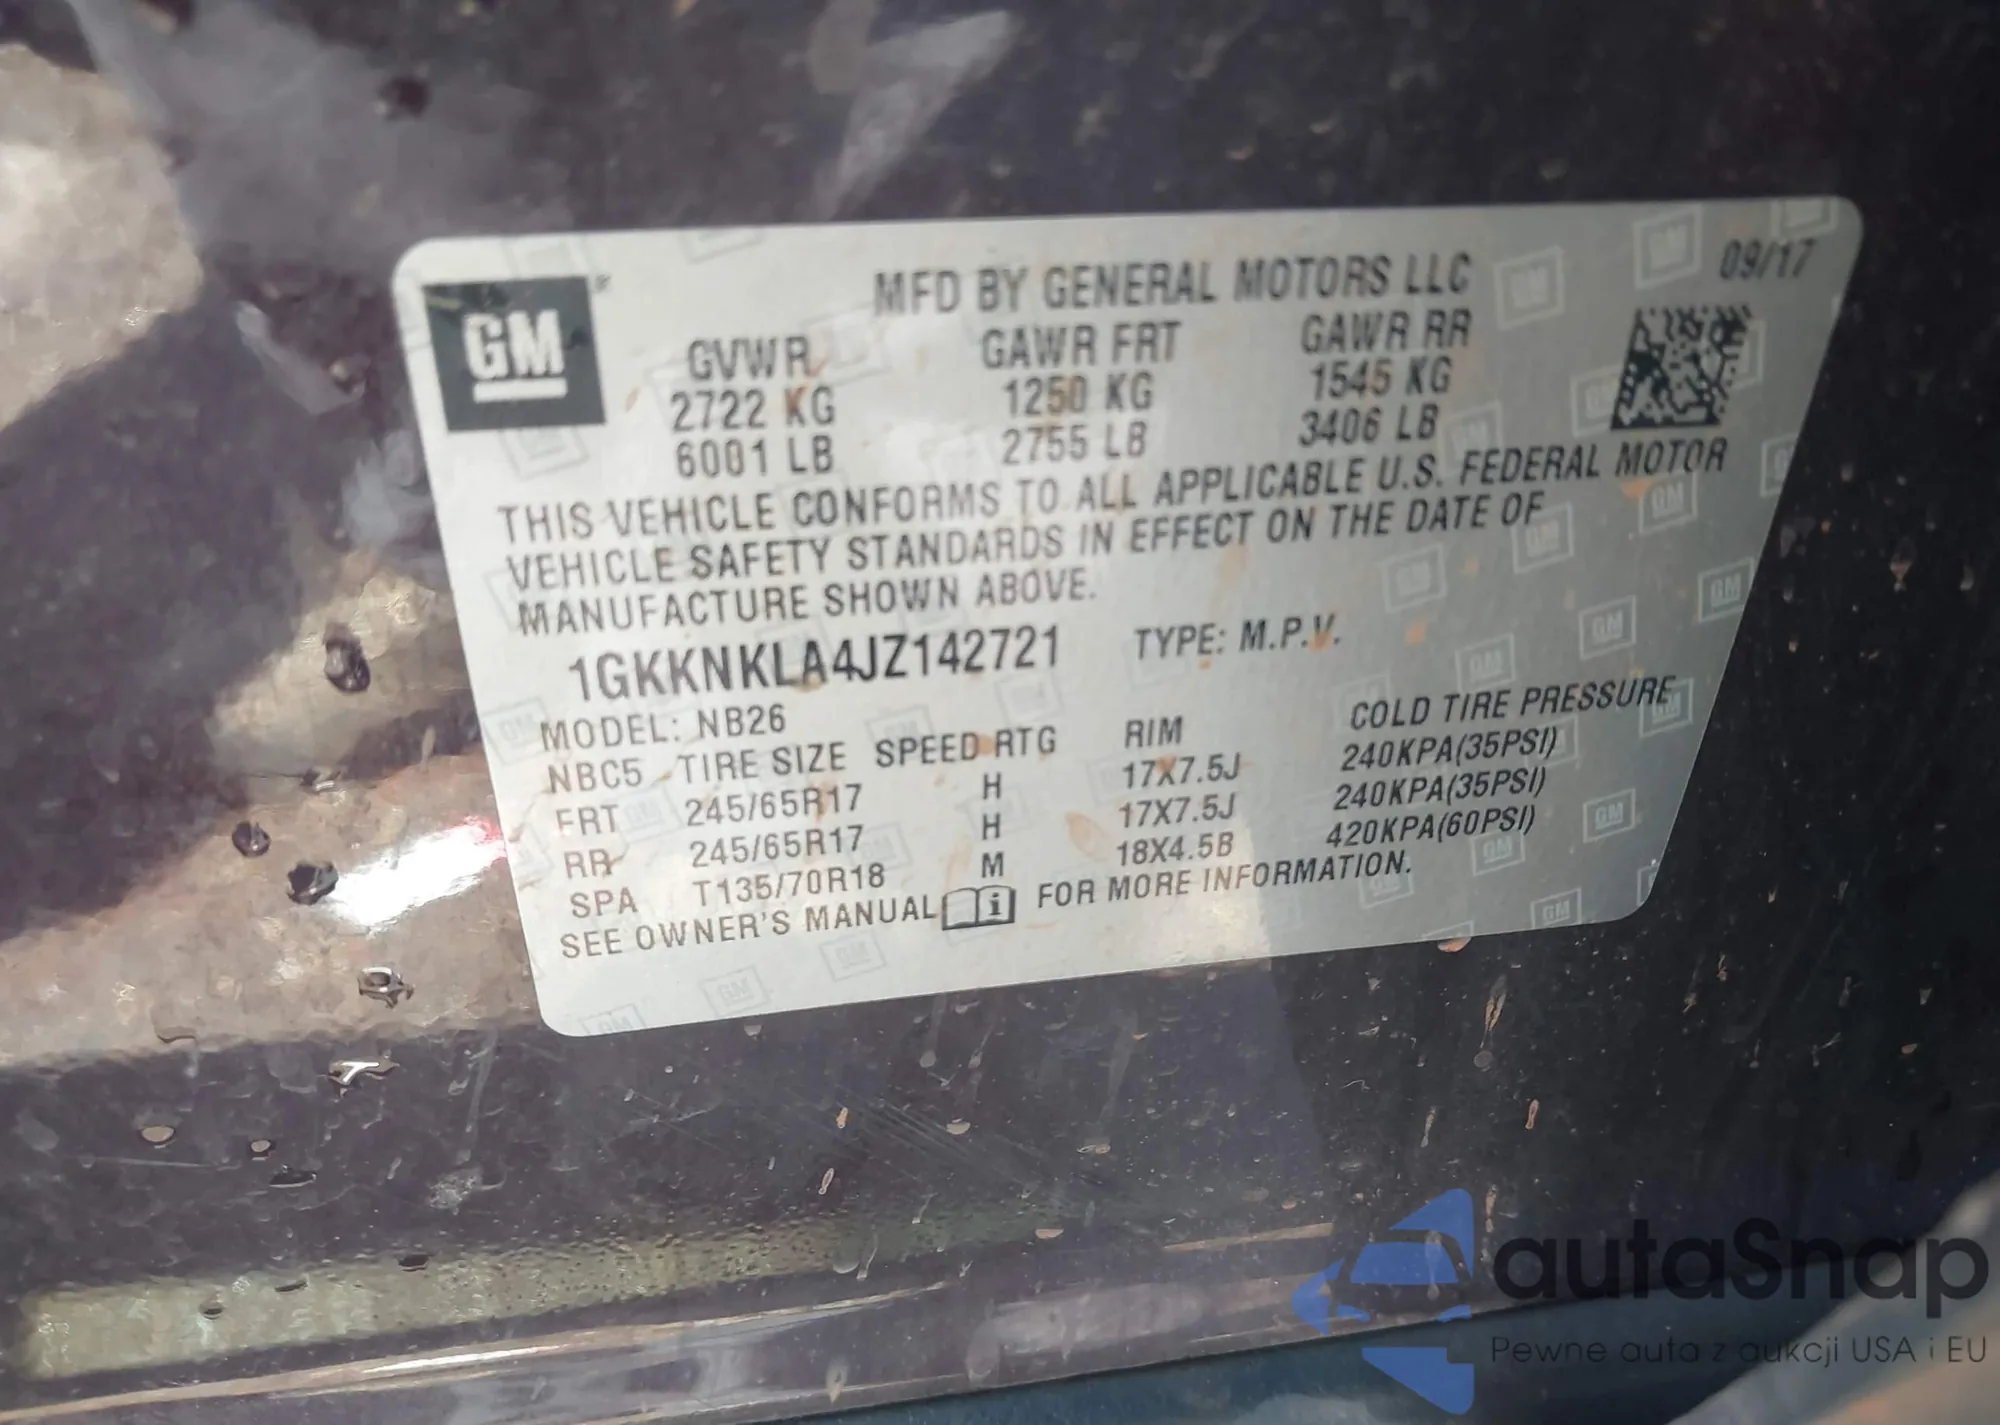 GM
MFD BY GENERAL MOTORS LLC
09/17
GVWR GAWR FRT GAWR RR
2722 KG 1250 KG 1545 KG
6001 LB 2755 LB 3406 LB
THIS VEHICLE CONFORMS TO ALL APPLICABLE U.S. FEDERAL MOTOR
VEHICLE SAFETY STANDARDS IN EFFECT ON THE DATE OF
MANUFACTURE SHOWN ABOVE.
1GKKNKLA4JZ142721 TYPE: M.P.V.
MODEL: NB26
NBC5 TIRE SIZE SPEED RTG RIM COLD TIRE PRESSURE
FRT 245/65R17 H 17X7.5J 240KPA(35PSI)
RR 245/65R17 H 17X7.5J 240KPA(35PSI)
SPA T135/70R18 M 18X4.5B 420KPA(60PSI)
SEE OWNER'S MANUAL i FOR MORE INFORMATION.
autaSnap
Pewne auta z aukcji USA i EU